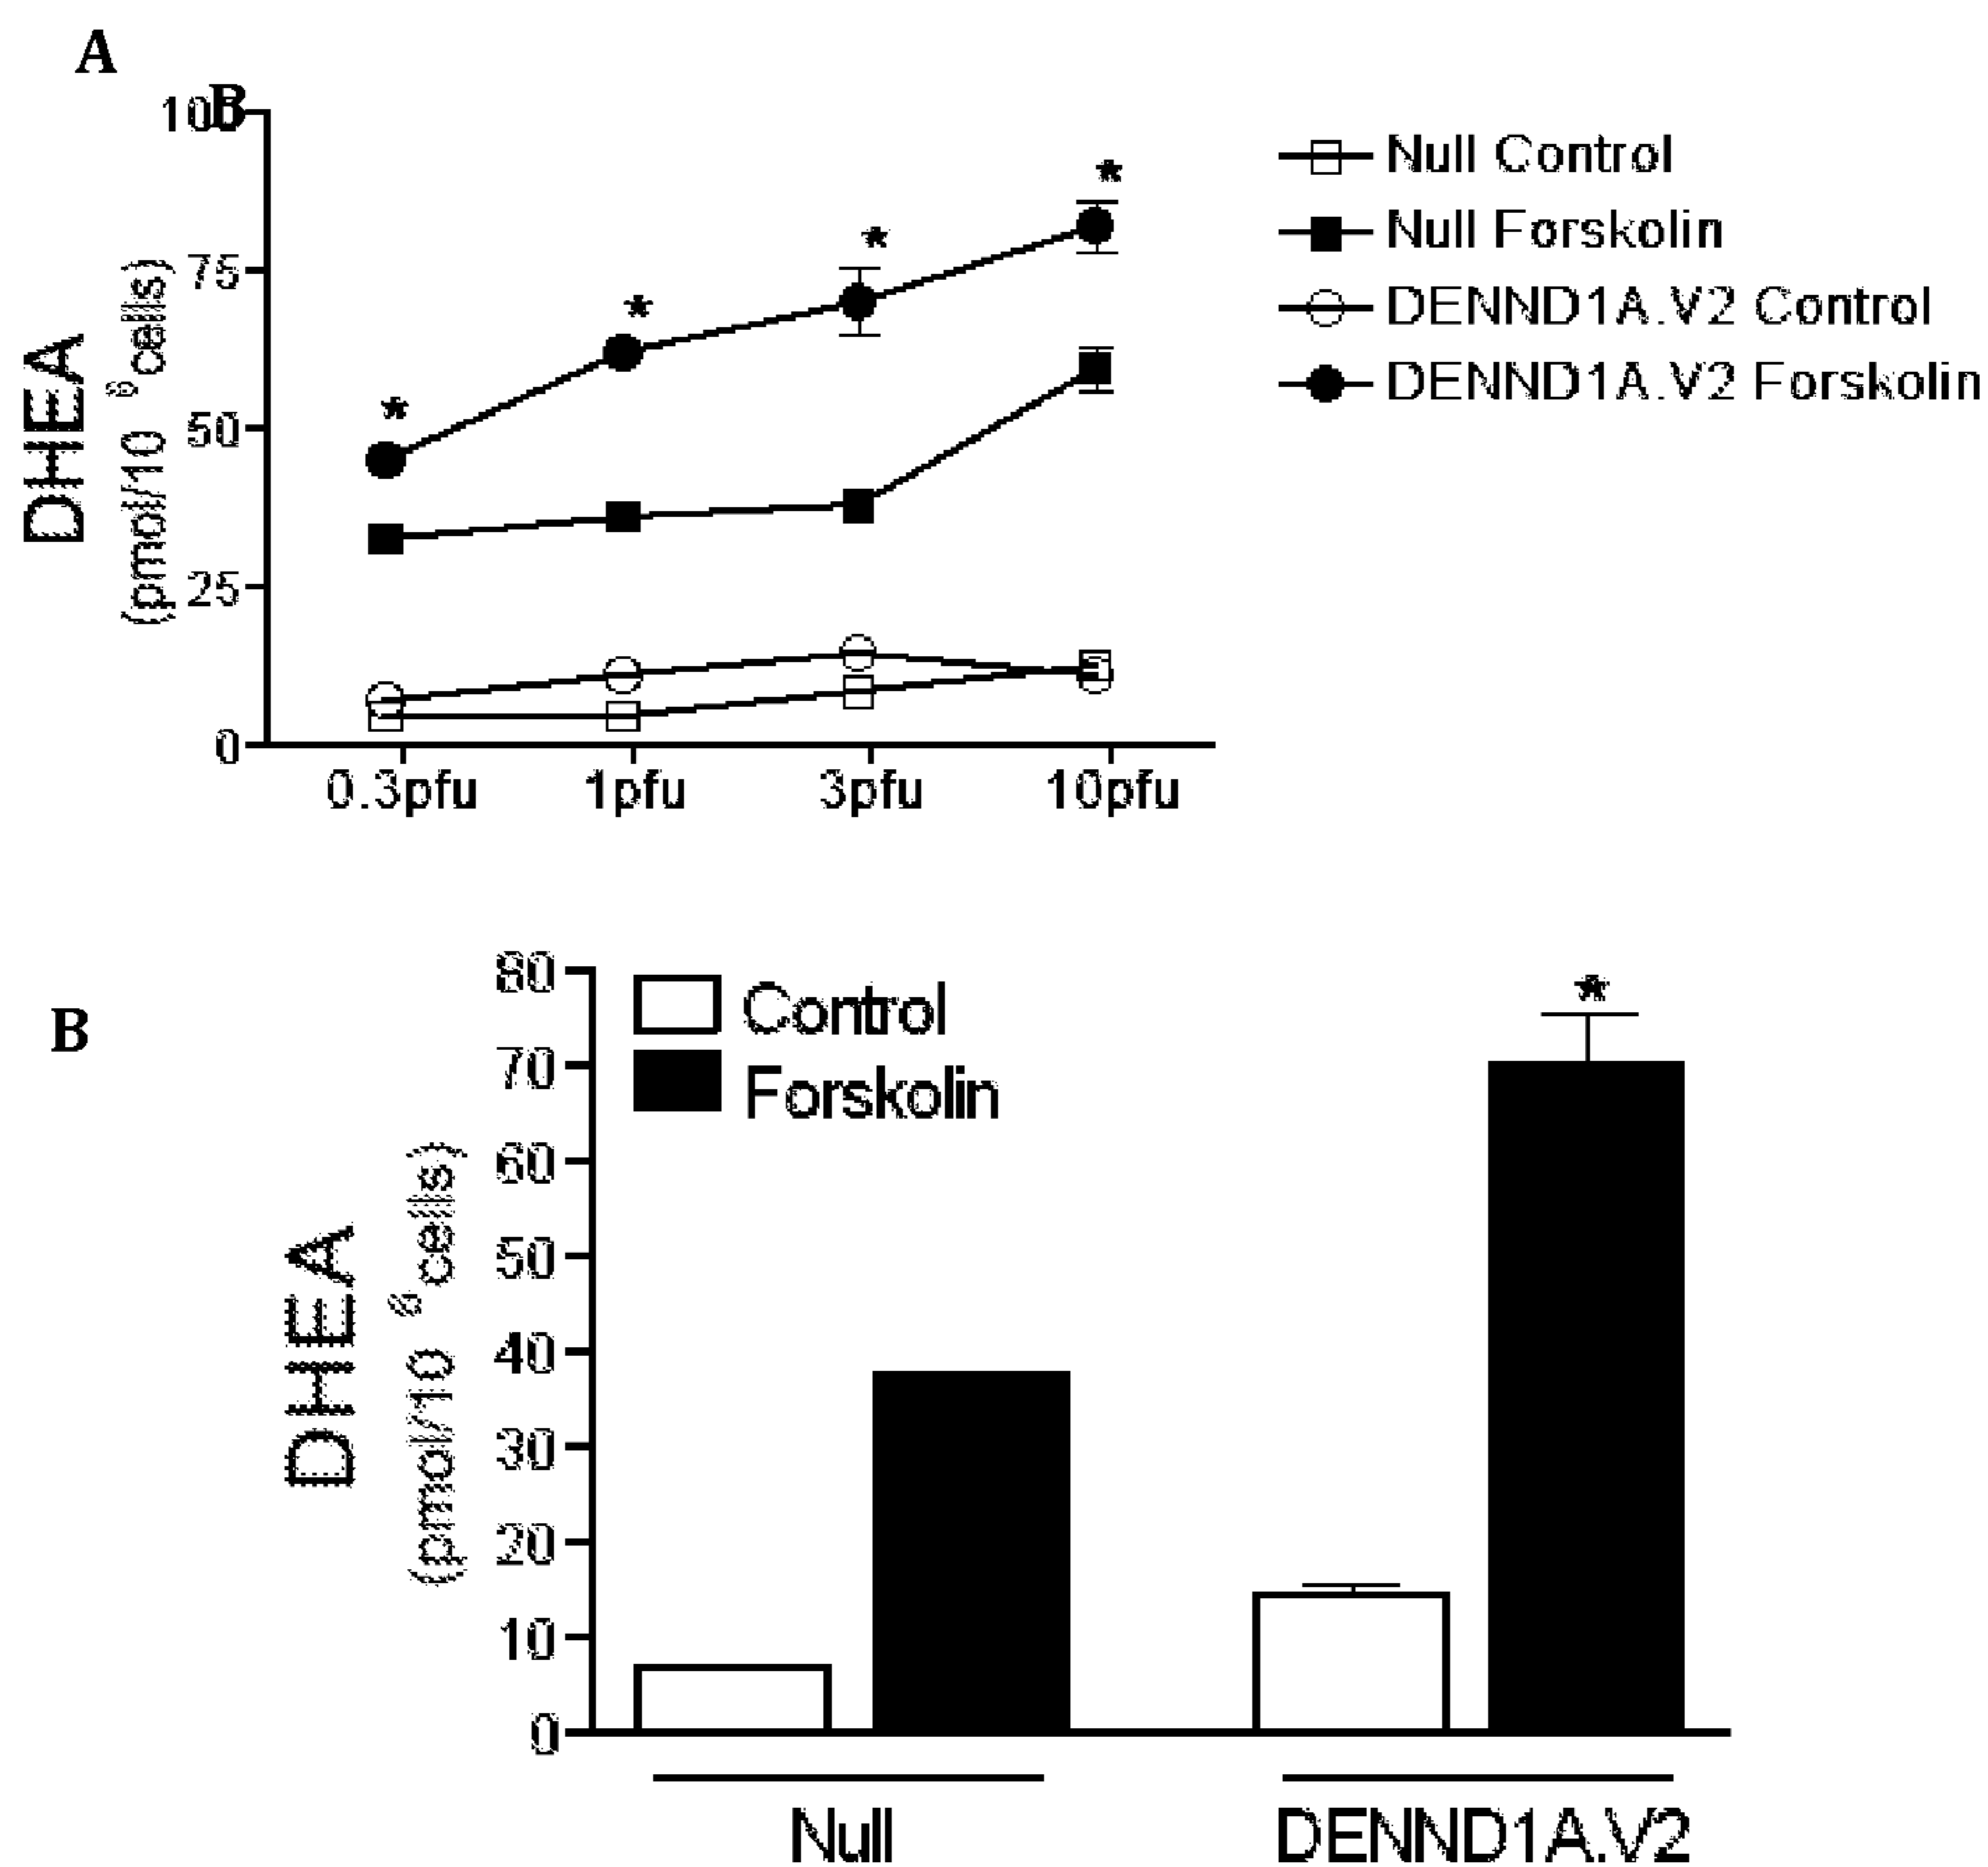 A
B
100
75
50
25
0
DHEA
(pmol/10 6 cells)
0.3pfu 1pfu 3pfu 10pfu
* * * *
Null Control
Null Forskolin
DENND1A.V2 Control
DENND1A.V2 Forskolin
B
80
70
60
50
40
30
20
10
0
DHEA
(pmol/10 cells)
Control
Forskolin
*
Null DENND1A.V2